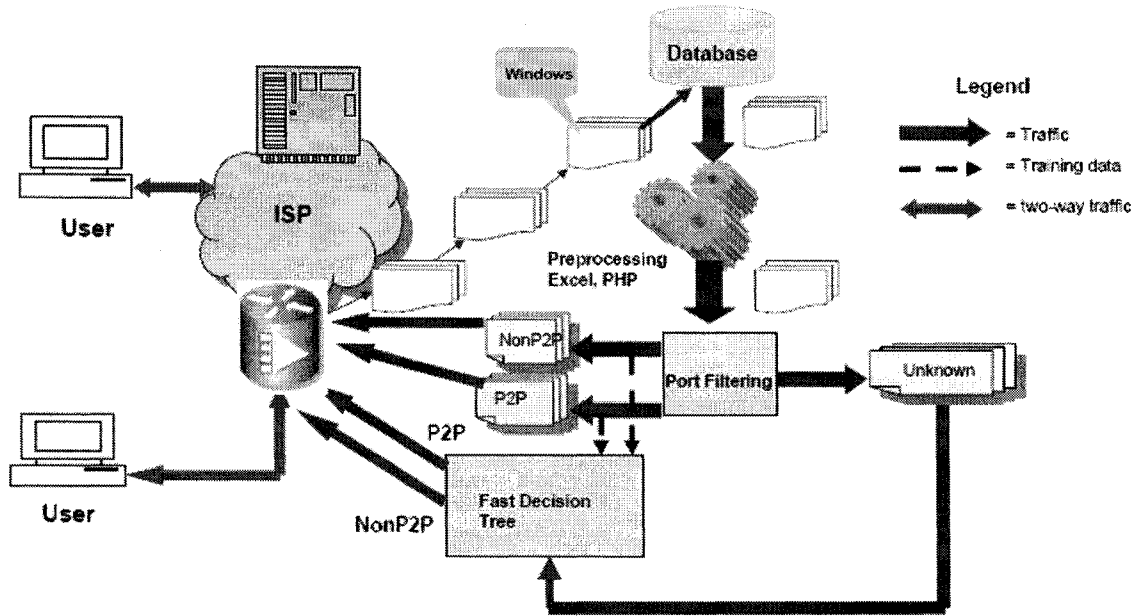 Database
Windows
Legend
= Traffic
= Training data
= two-way traffic
User
ISP
Preprocessing
Excel, PHP
NonP2P
Port Filtering
Unknown
P2P
P2P
Fast Decision
Tree
NonP2P
User